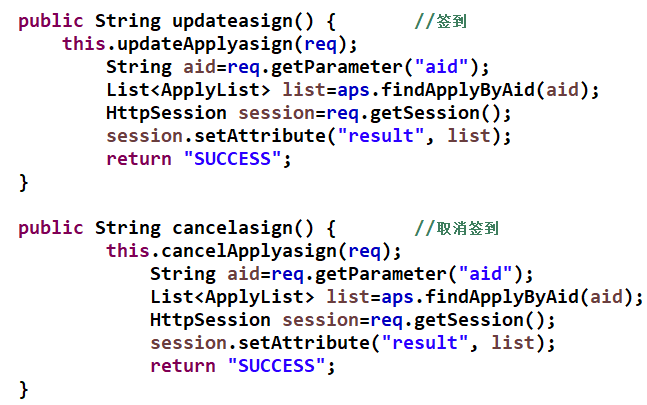 public String updateasign() {       //签到
    this.updateApplyasign(req);
        String aid=req.getParameter("aid");
        List<ApplyList> list=aps.findApplyByAid(aid);
        HttpSession session=req.getSession();
        session.setAttribute("result", list);
        return "SUCCESS";
}
public String cancelasign() {       //取消签到
        this.cancelApplyasign(req);
            String aid=req.getParameter("aid");
            List<ApplyList> list=aps.findApplyByAid(aid);
            HttpSession session=req.getSession();
            session.setAttribute("result", list);
            return "SUCCESS";
}